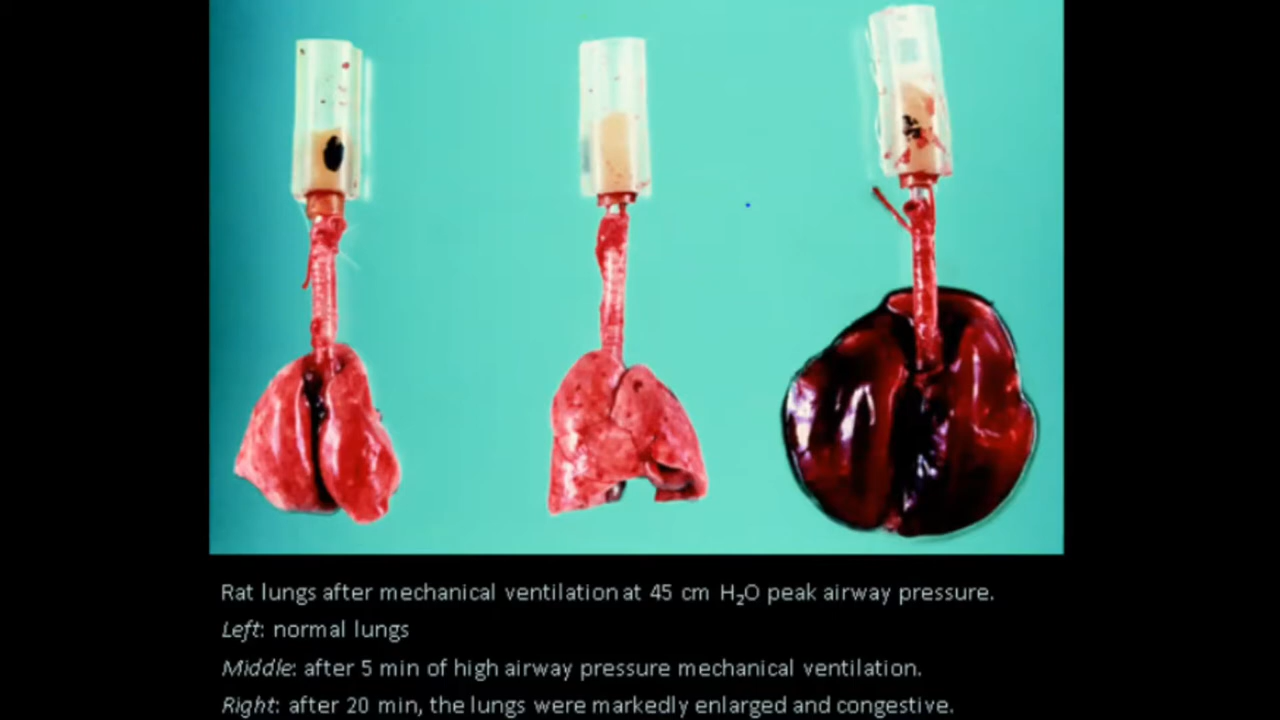 Rat lungs after mechanical ventilation at 45 cm H₂O peak airway pressure.
Left: normal lungs
Middle: after 5 min of high airway pressure mechanical ventilation.
Right: after 20 min, the lungs were markedly enlarged and congestive.